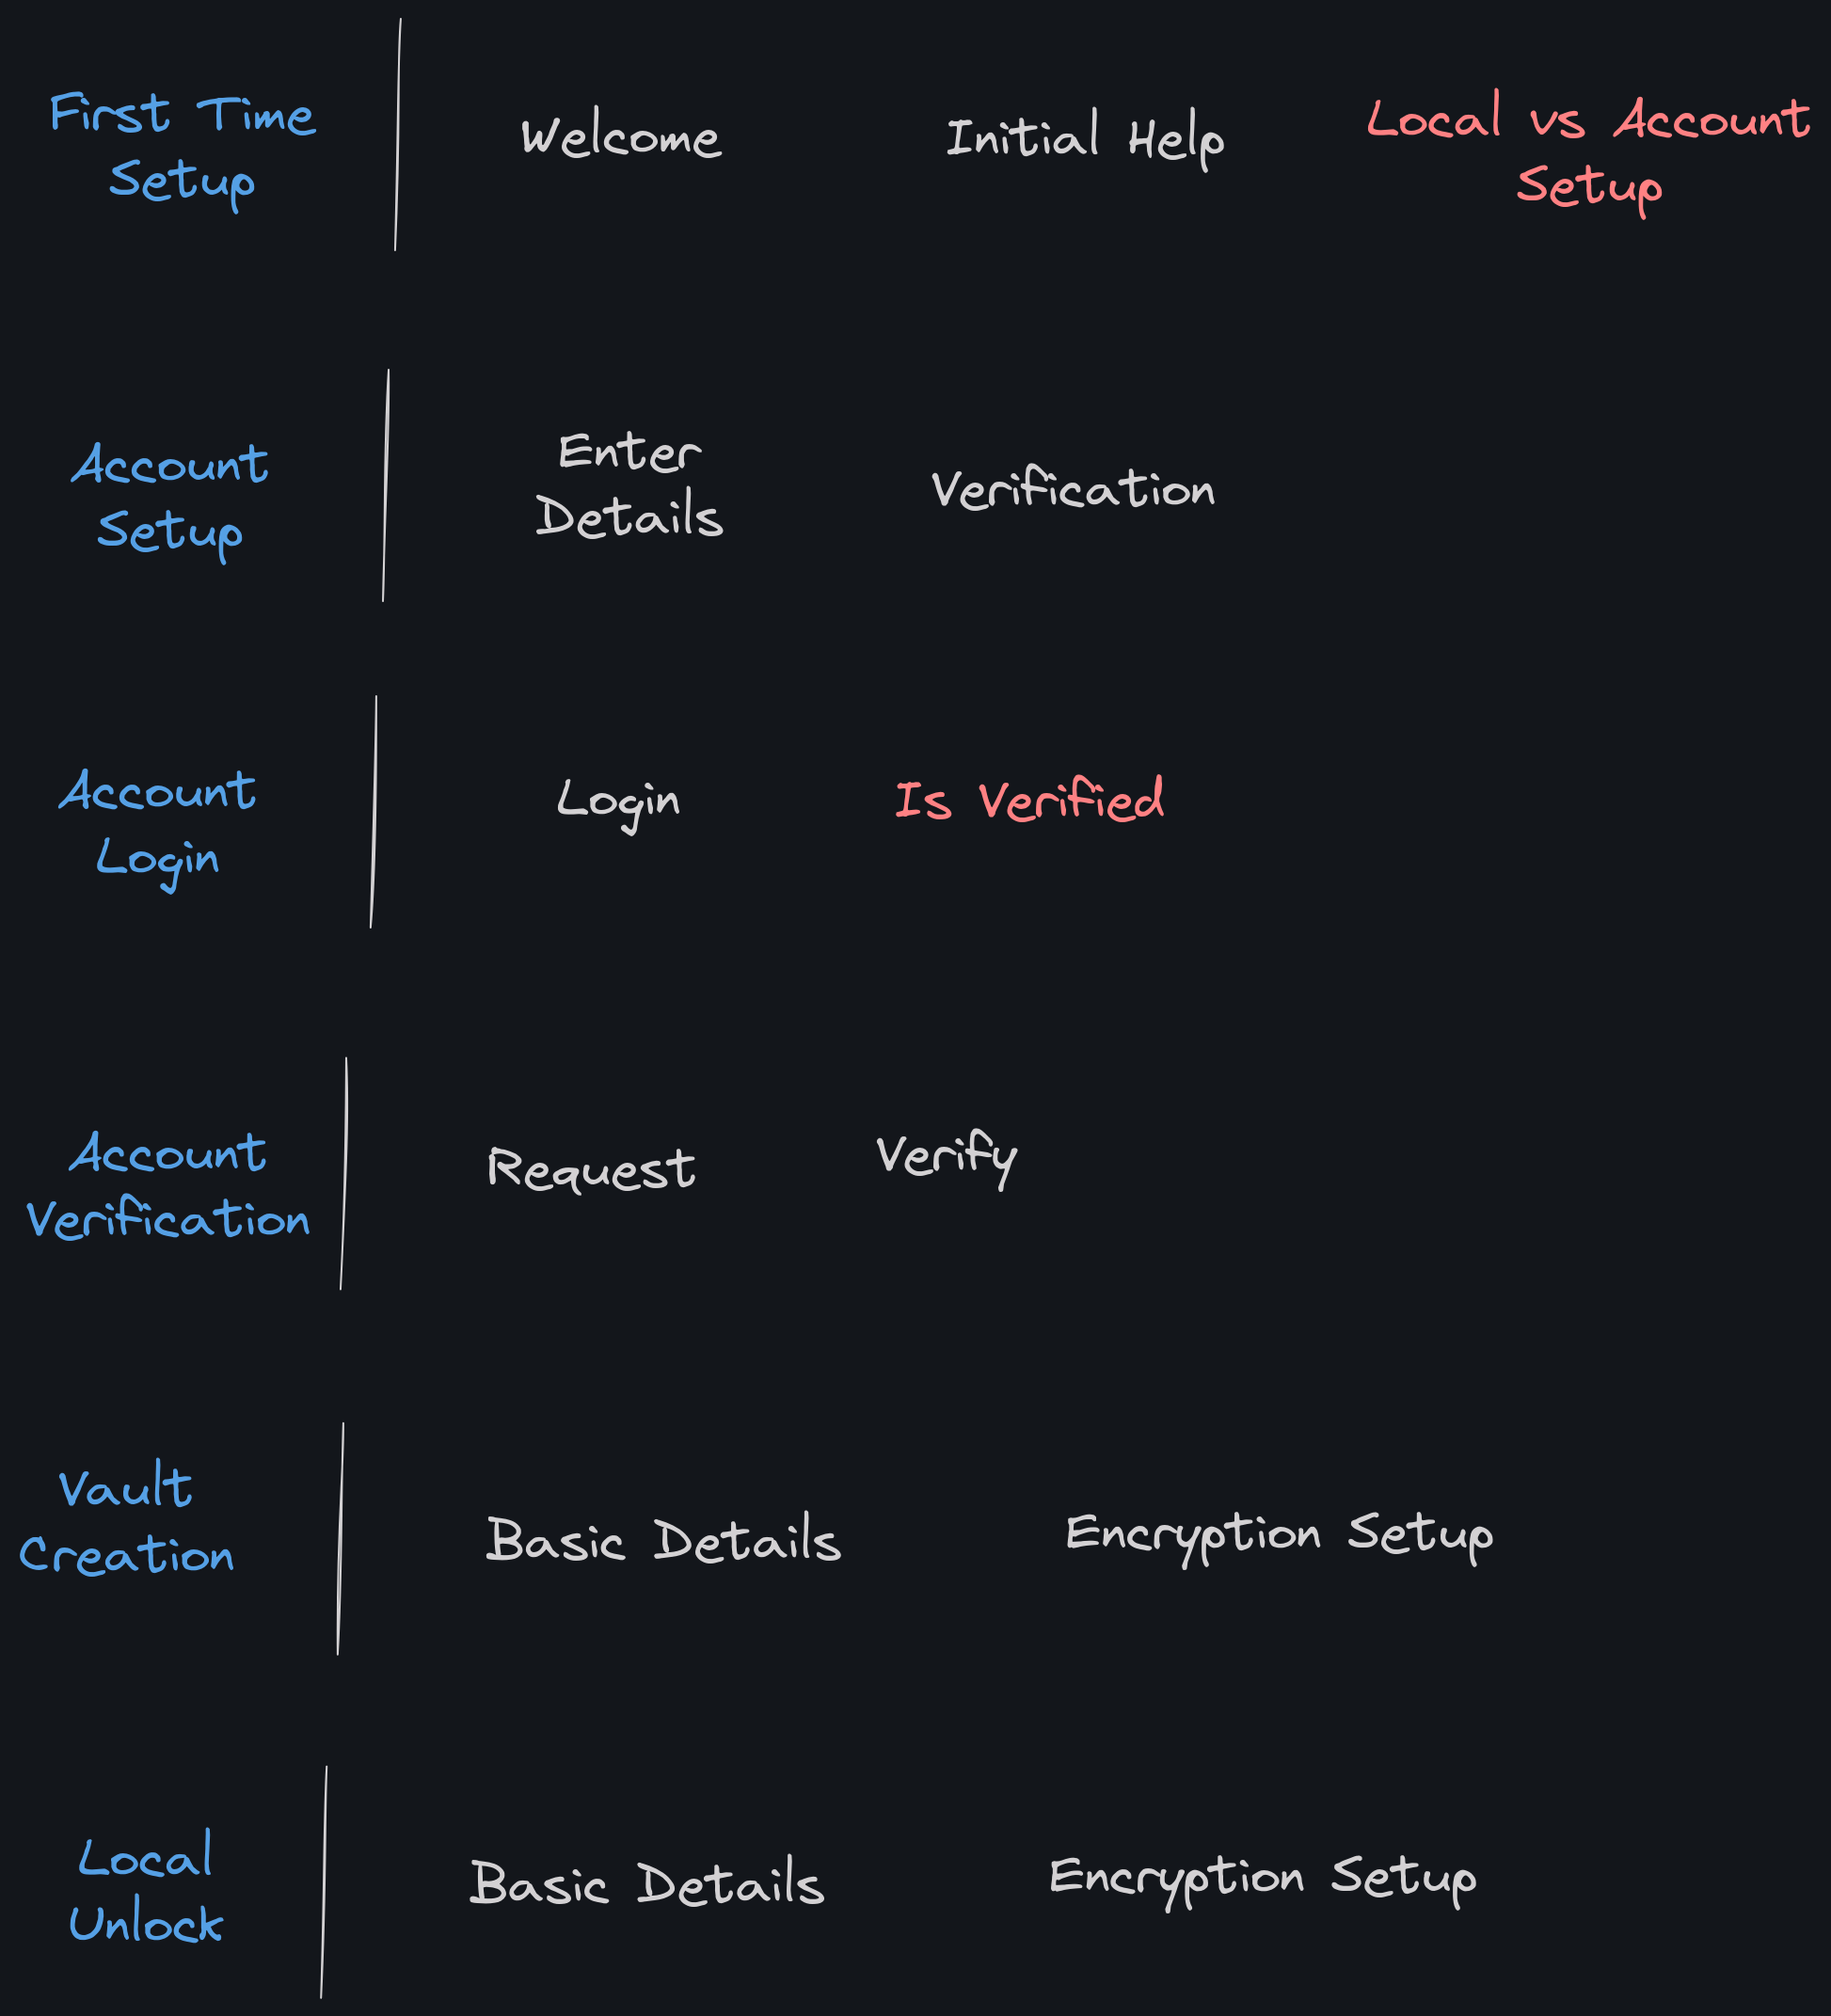 First Time
Setup
Welcome
Initial Help
Local vs Account
Setup
Account
Setup
Enter
Details
Verification
Account
Login
Login
Is Verified
Account
Verification
Request
Verify
Vault
Creation
Basic Details
Encryption Setup
Local
Unlock
Basic Details
Encryption Setup